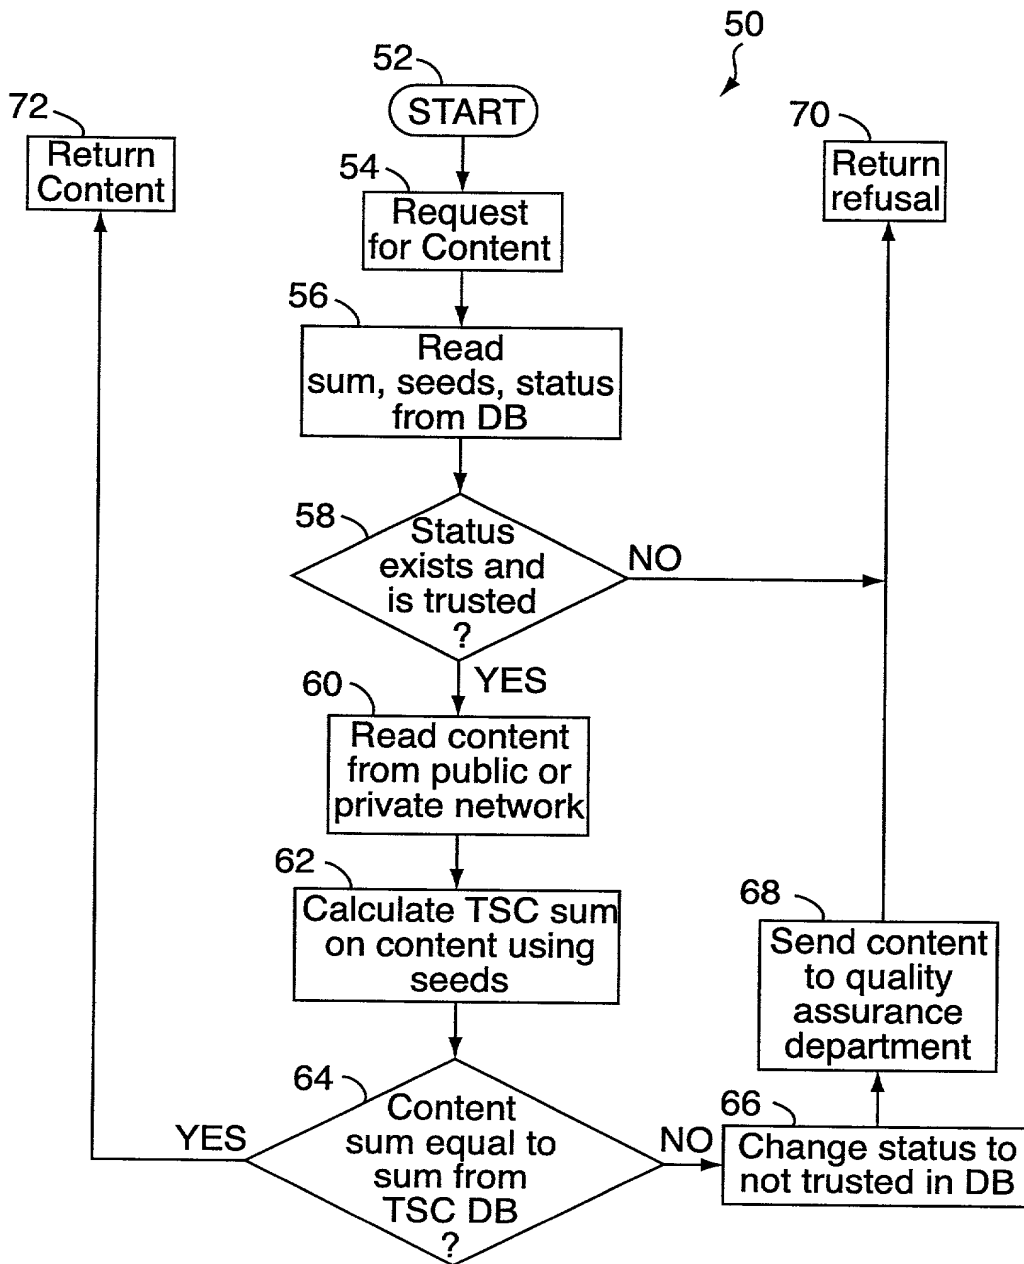 50
52
START
72
Return
Content
70
Return
refusal
54
Request
for Content
56
Read
sum, seeds, status
from DB
58
Status
exists and
is trusted
?
NO
YES
60
Read content
from public or
private network
62
Calculate TSC sum
on content using
seeds
68
Send content
to quality
assurance
department
64
Content
sum equal to
sum from
TSC DB
?
YES
NO
66
Change status to
not trusted in DB